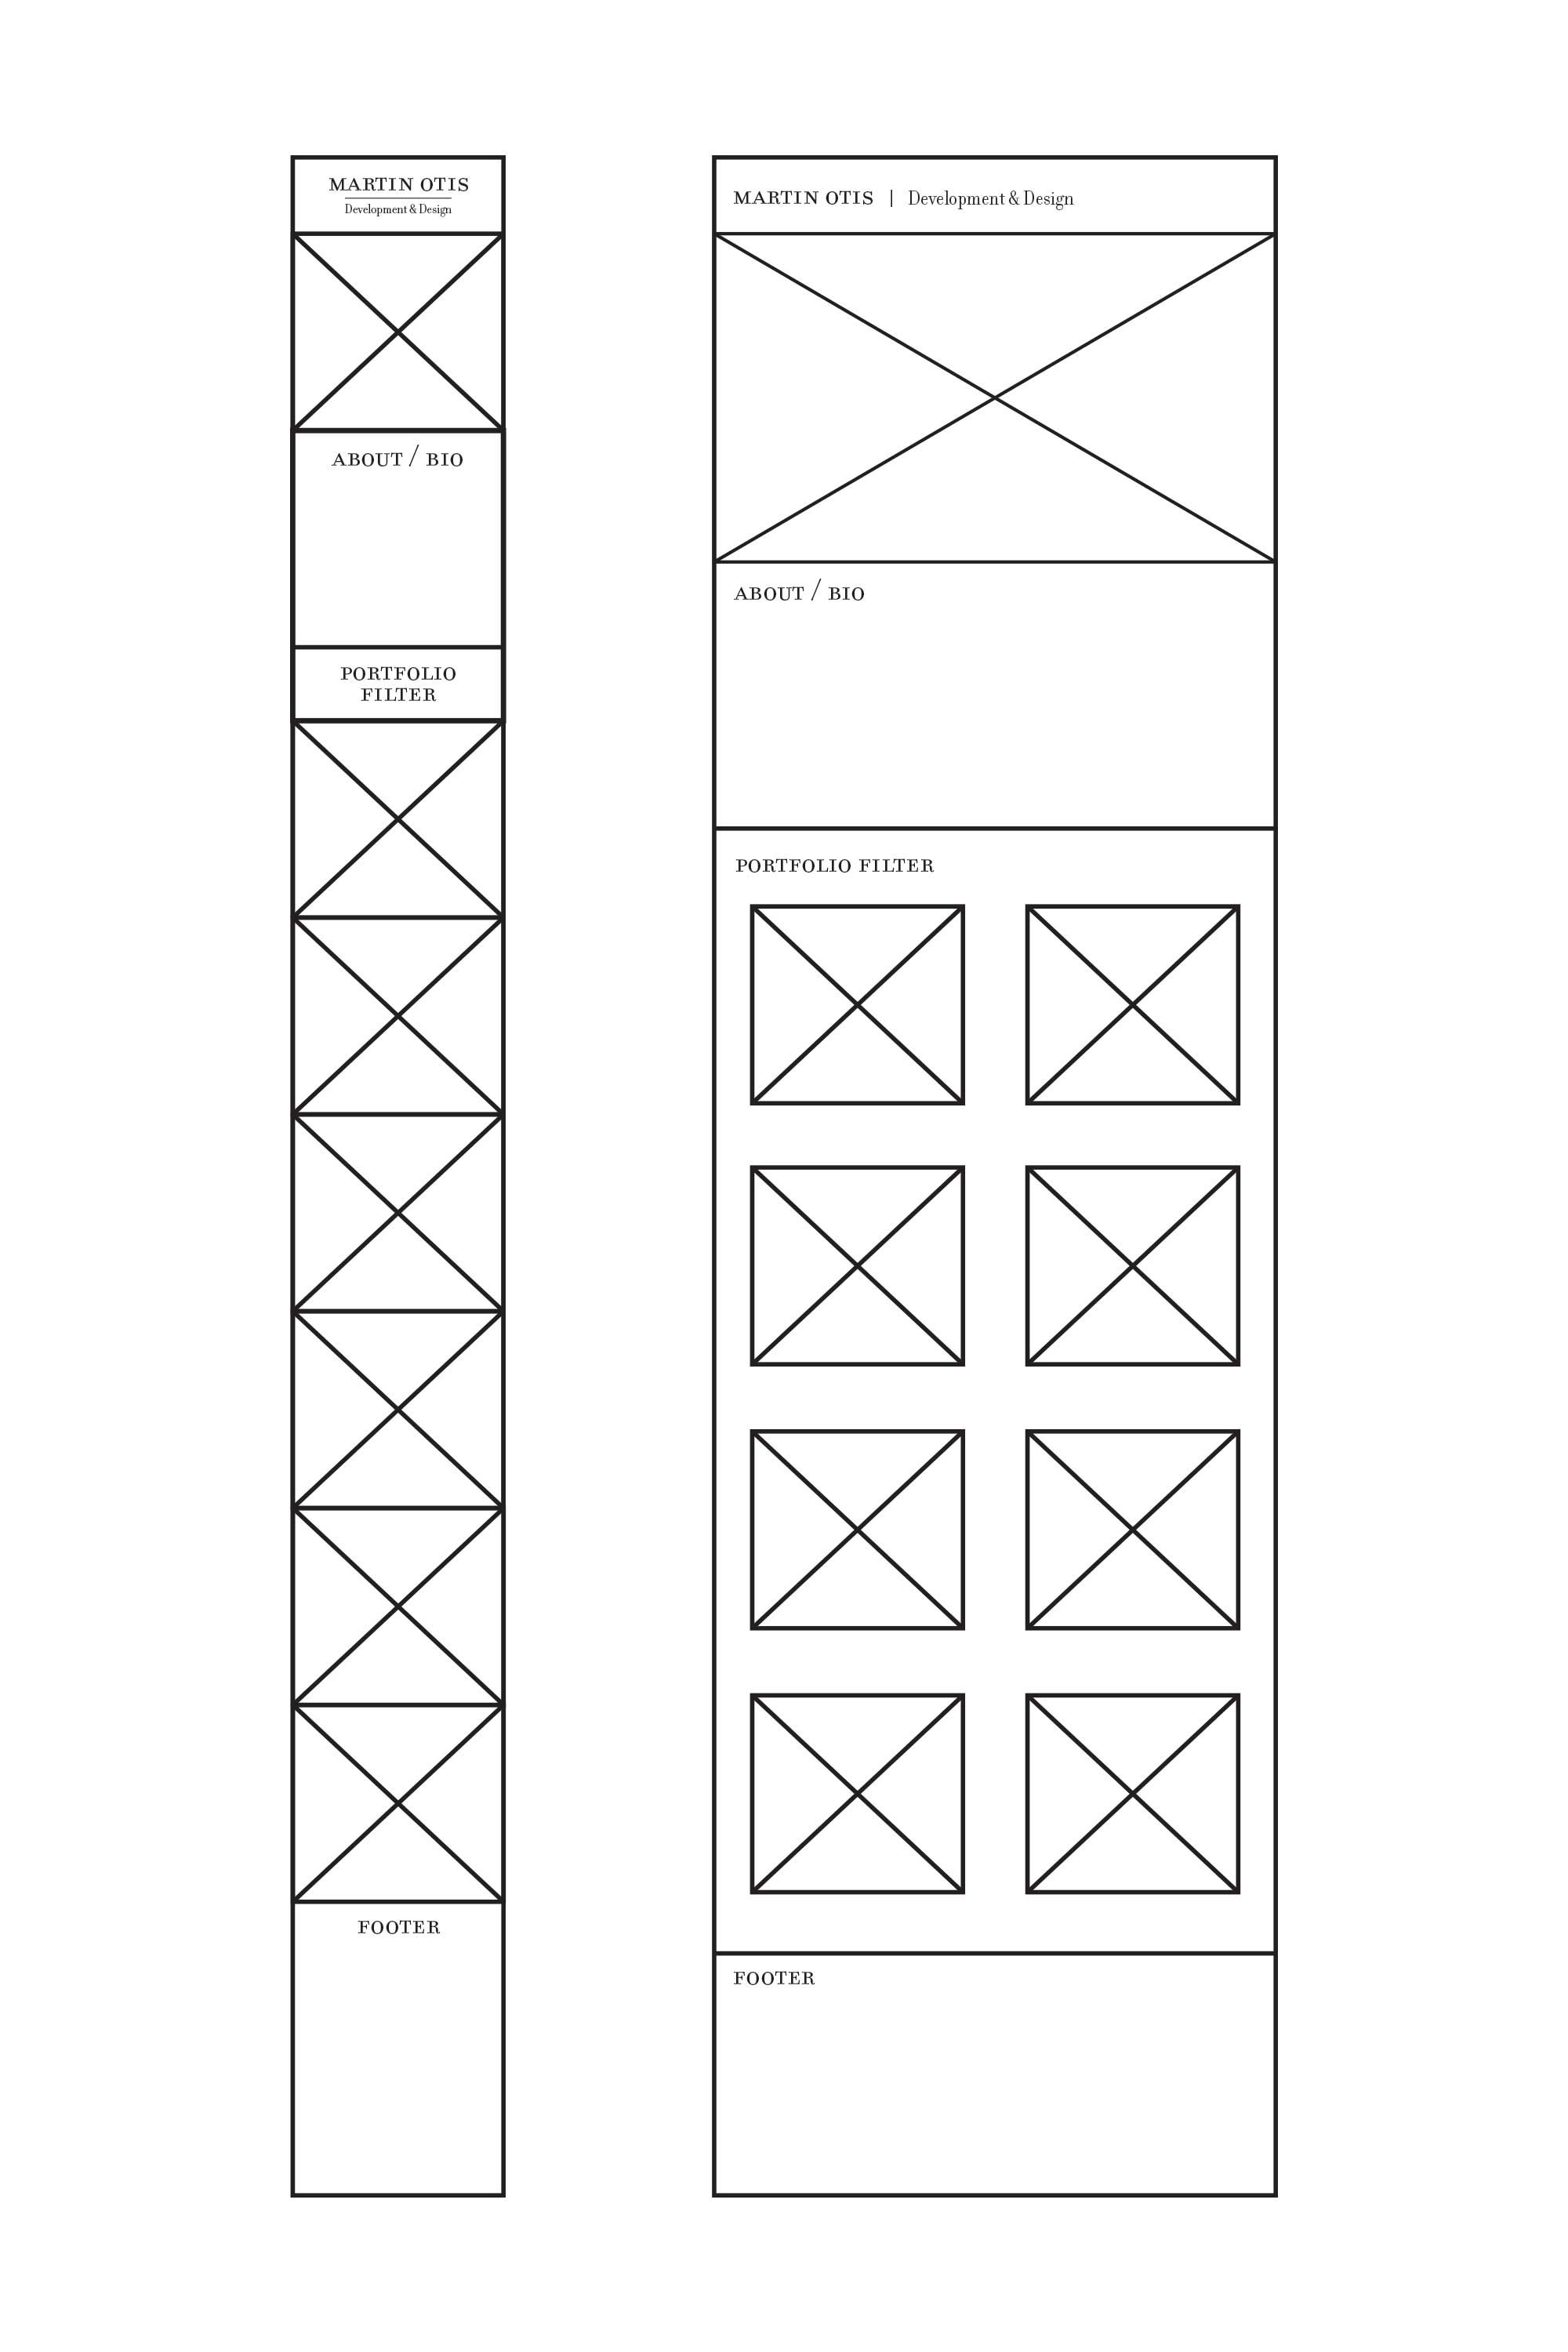 MARTIN OTIS
Development & Design
ABOUT / BIO
PORTFOLIO
FILTER
FOOTER
MARTIN OTIS | Development & Design
ABOUT / BIO
PORTFOLIO FILTER
FOOTER